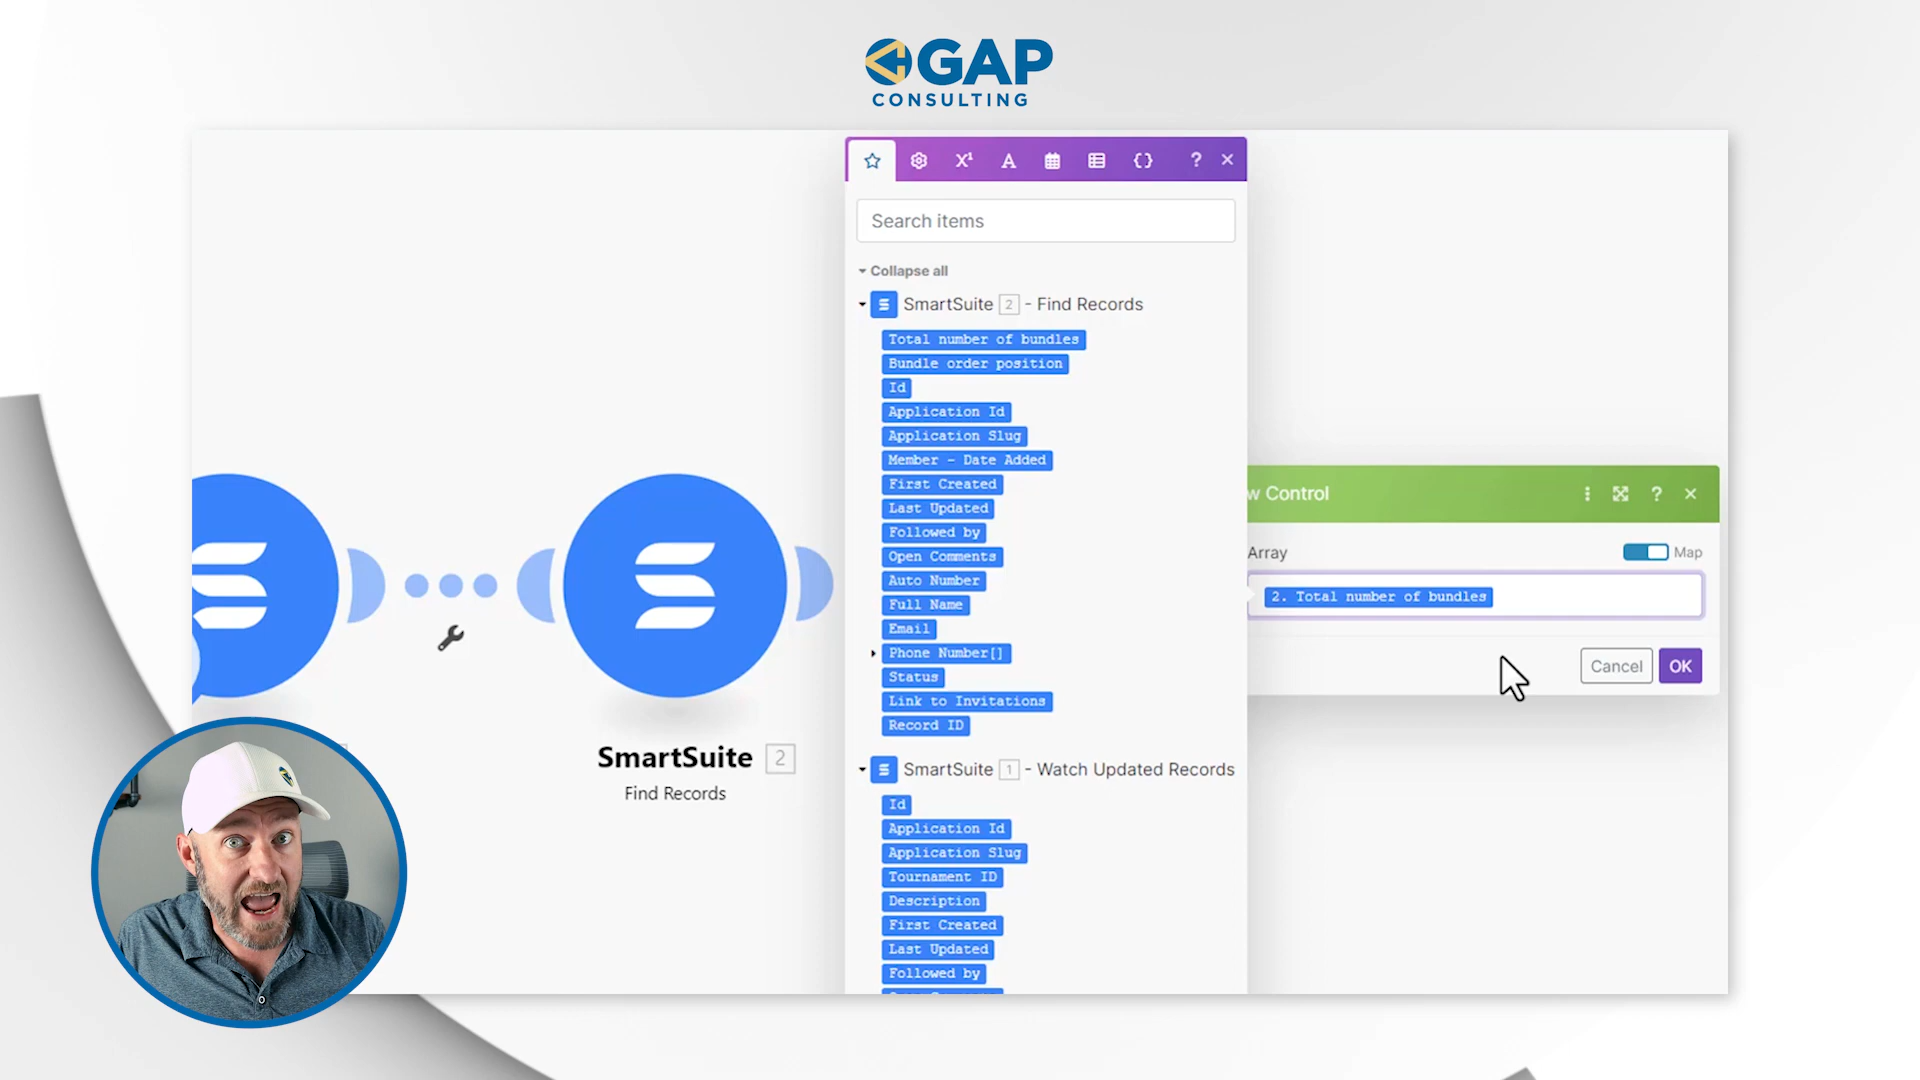 GAP
CONSULTING
X¹ A ? ×
Search items
Collapse all
SmartSuite 2 - Find Records
Total number of bundles
Bundle order position
Id
Application Id
Application Slug
Member - Date Added
First Created
Last Updated
Followed by
Open Comments
Auto Number
Full Name
Email
Phone Number[]
Status
Link to Invitations
Record ID
SmartSuite 1 - Watch Updated Records
Id
Application Id
Application Slug
Tournament ID
Description
First Created
Last Updated
Followed by
w Control ? ×
Array Map
2. Total number of bundles
Cancel OK
SmartSuite 2
Find Records